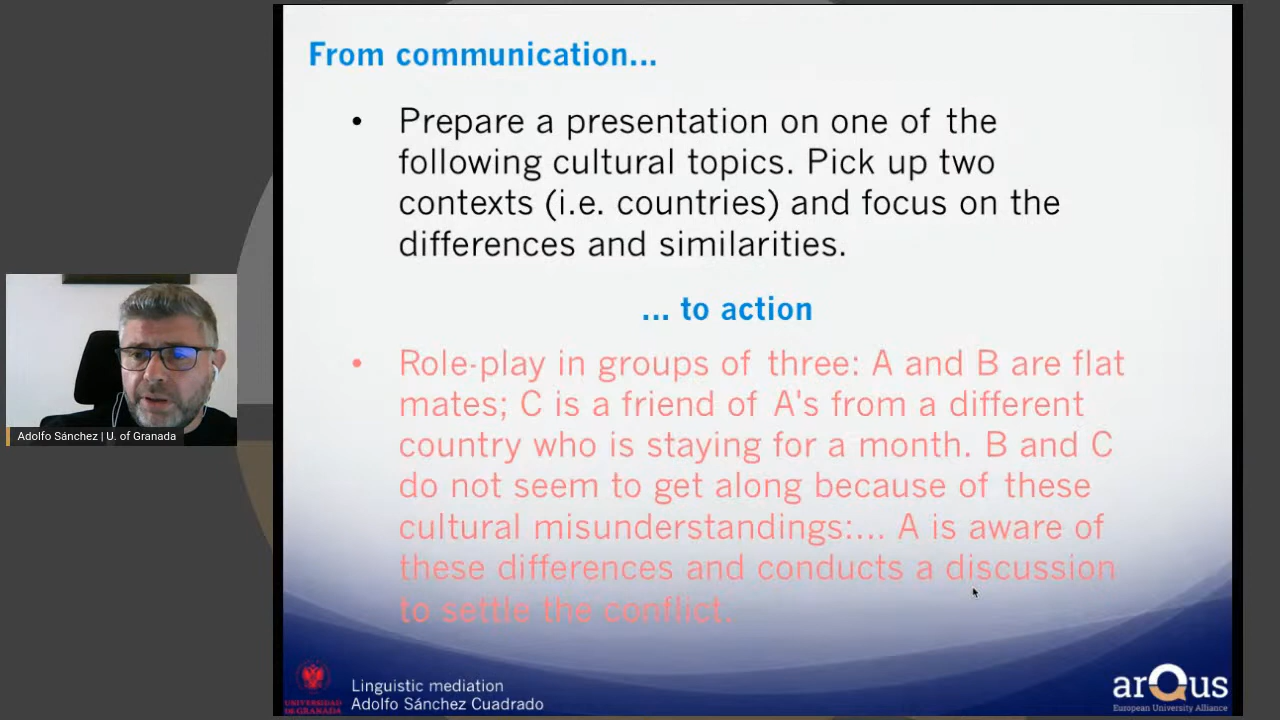 From communication...
• Prepare a presentation on one of the
following cultural topics. Pick up two
contexts (i.e. countries) and focus on the
differences and similarities.
... to action
• Role-play in groups of three: A and B are flat
mates; C is a friend of A's from a different
country who is staying for a month. B and C
do not seem to get along because of these
cultural misunderstandings:... A is aware of
these differences and conducts a discussion
to settle the conflict.
Adolfo Sánchez | U. of Granada
UNIVERSIDAD
DE GRANADA
Linguistic mediation
Adolfo Sánchez Cuadrado
arQus
European University Alliance